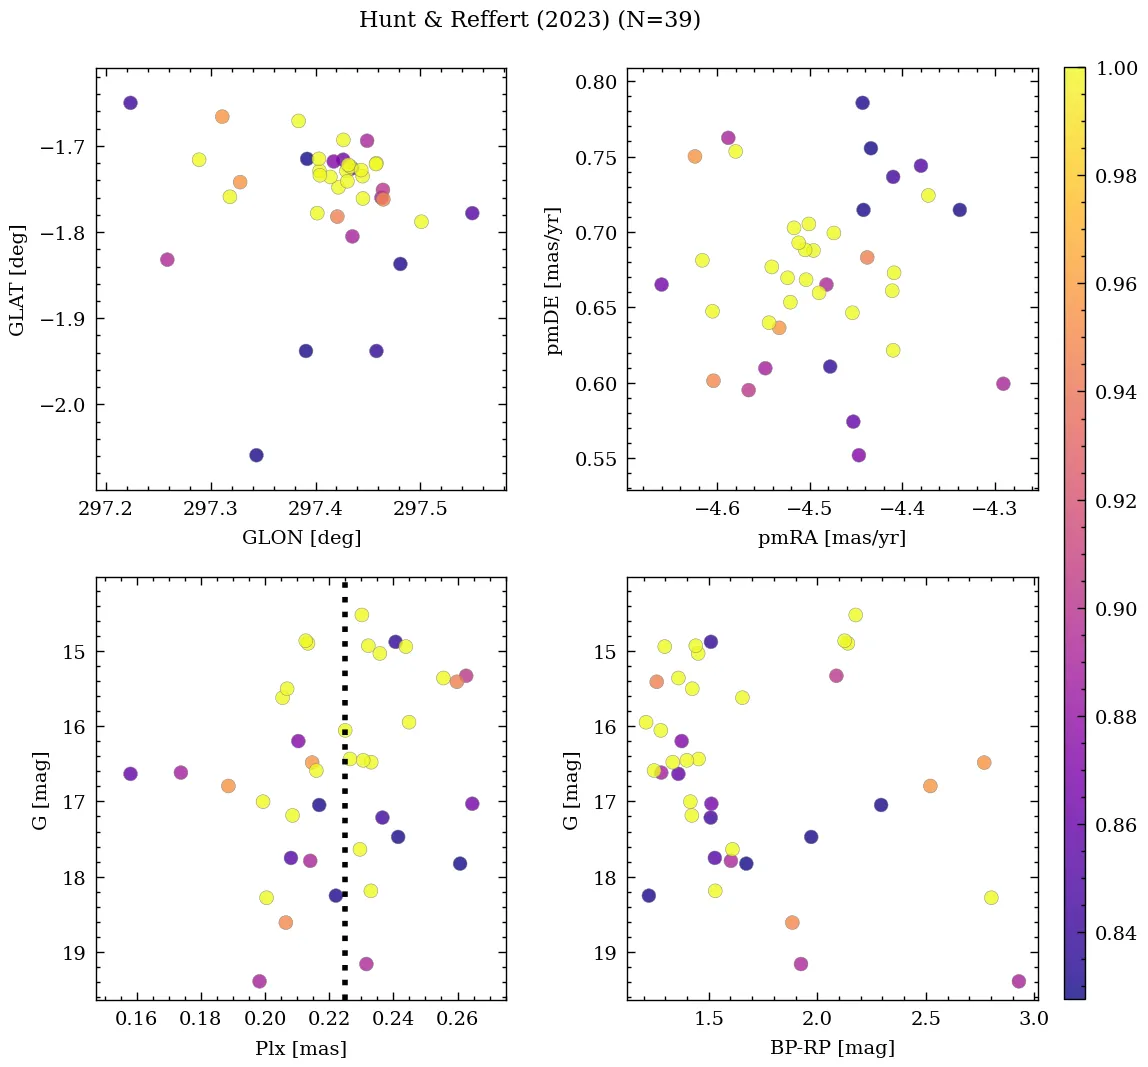 Hunt & Reffert (2023) (N=39)
−1.7
−1.8
−1.9
−2.0
GLAT [deg]
297.2 297.3 297.4 297.5
GLON [deg]
0.80
0.75
0.70
0.65
0.60
0.55
pmDE [mas/yr]
−4.6 −4.5 −4.4 −4.3
pmRA [mas/yr]
15
16
17
18
19
G [mag]
0.16 0.18 0.20 0.22 0.24 0.26
Plx [mas]
15
16
17
18
19
G [mag]
1.5 2.0 2.5 3.0
BP-RP [mag]
1.00
0.98
0.96
0.94
0.92
0.90
0.88
0.86
0.84